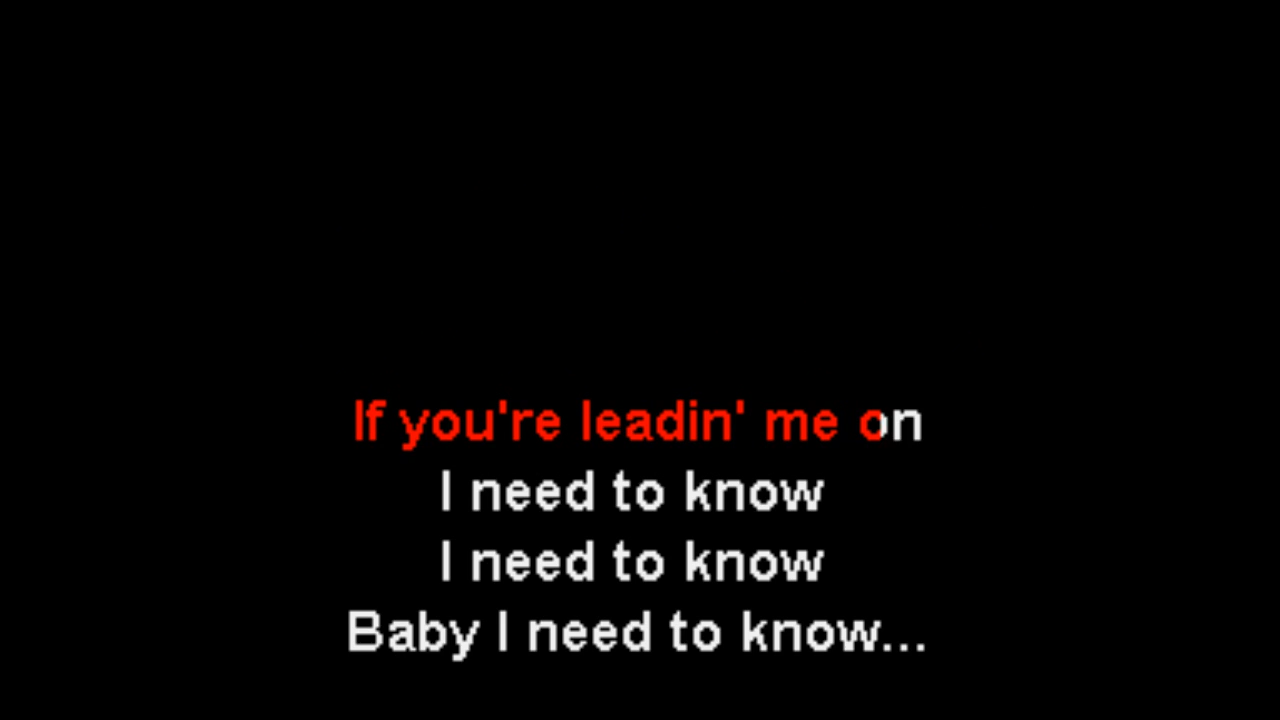 If you're leadin' me on
I need to know
I need to know
Baby I need to know...